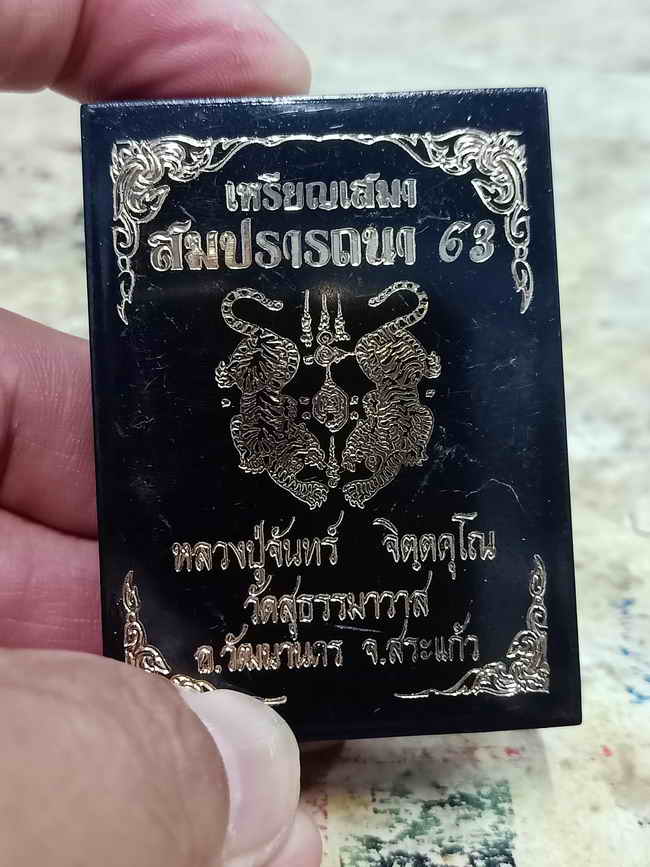 เหรียญเสมา
สมปรารถนา 63
หลวงปู่จันทร์ จิตฺตคุโณ
วัดสุธรรมาวาส
อ.วัฒนานคร จ.สระแก้ว